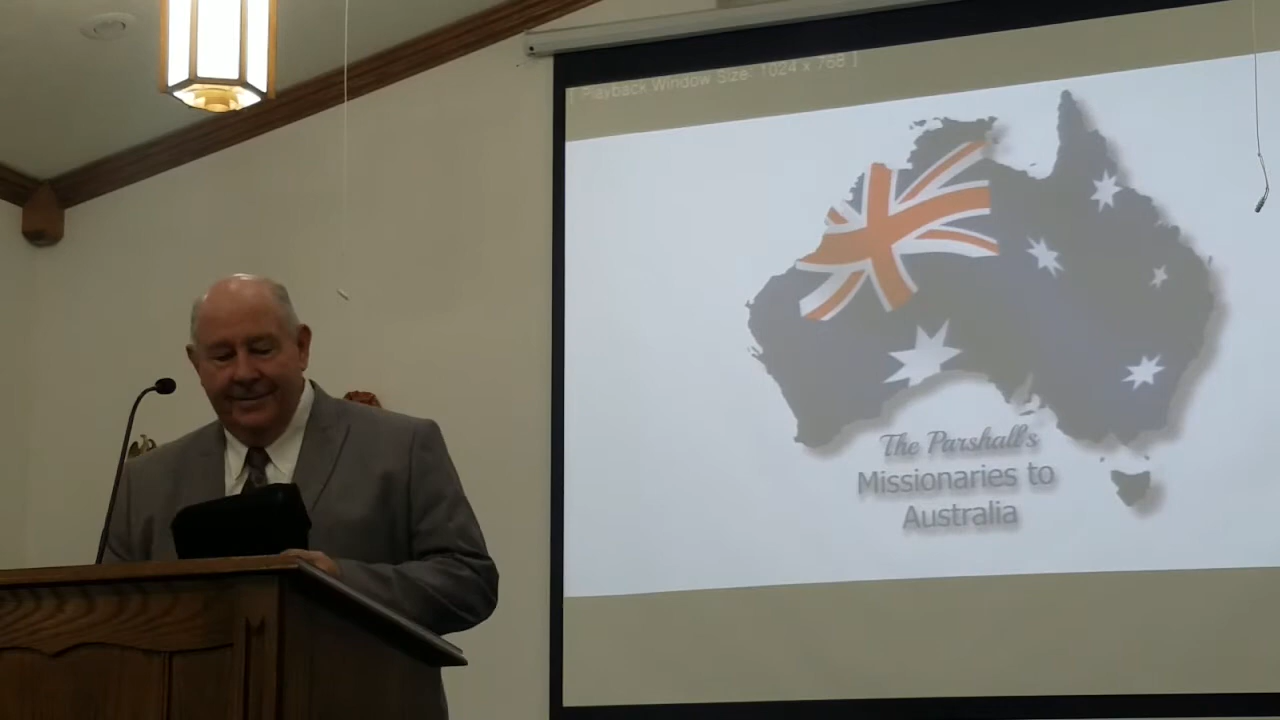 [ Playback Window Size: 1024 x 768 ]
The Parshall's
Missionaries to
Australia